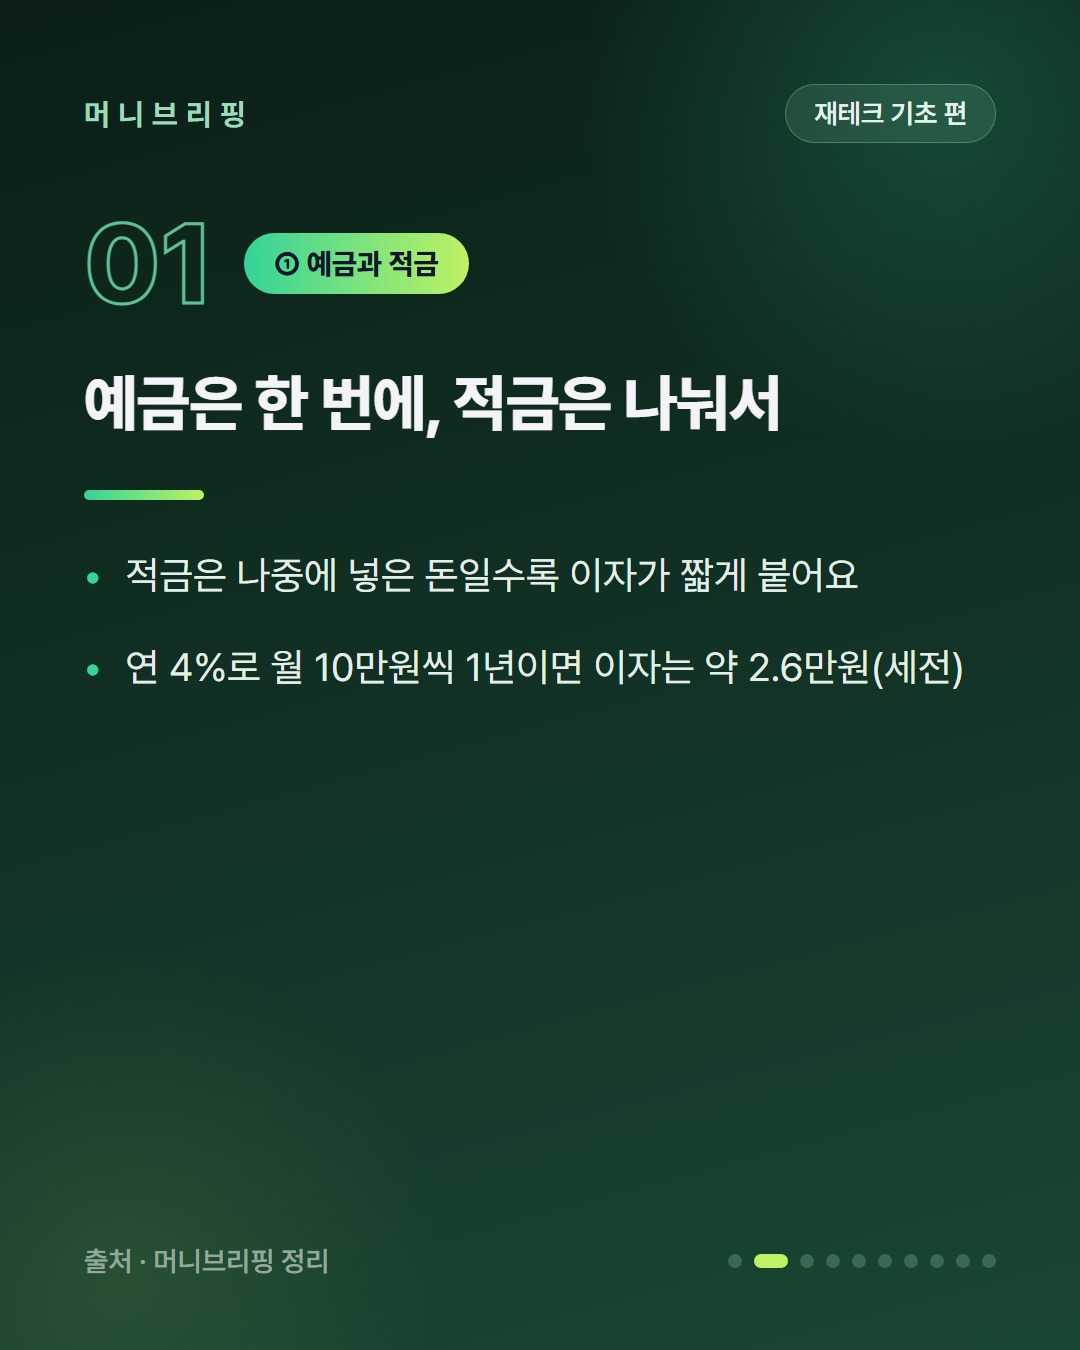 머니브리핑
재테크 기초 편
01
① 예금과 적금
예금은 한 번에, 적금은 나눠서
• 적금은 나중에 넣은 돈일수록 이자가 짧게 붙어요
• 연 4%로 월 10만원씩 1년이면 이자는 약 2.6만원(세전)
출처 · 머니브리핑 정리